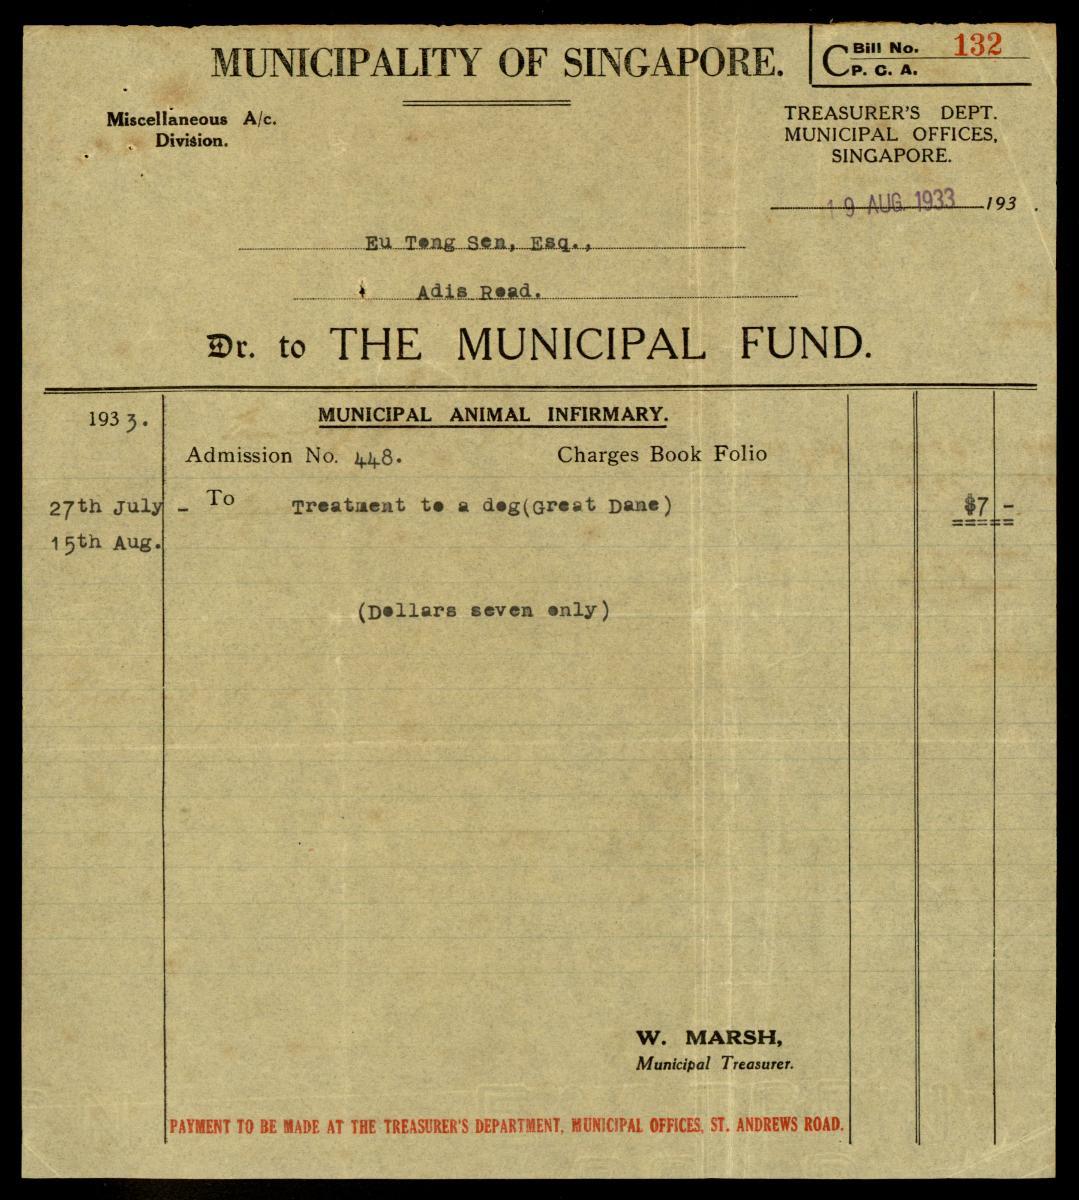 MUNICIPALITY OF SINGAPORE.
C Bill No. 132
P. C. A.
Miscellaneous A/c.
Division.
TREASURER'S DEPT.
MUNICIPAL OFFICES,
SINGAPORE.
19 AUG 1933 193 .
Eu Tong Sen, Esq.,
Adis Road.
Dr. to THE MUNICIPAL FUND.
1933.
MUNICIPAL ANIMAL INFIRMARY.
Admission No. 448. Charges Book Folio
27th July - To Treatment to a dog(Great Dane) $7 -
15th Aug.
(Dollars seven only)
W. MARSH,
Municipal Treasurer.
PAYMENT TO BE MADE AT THE TREASURER'S DEPARTMENT, MUNICIPAL OFFICES, ST. ANDREWS ROAD.